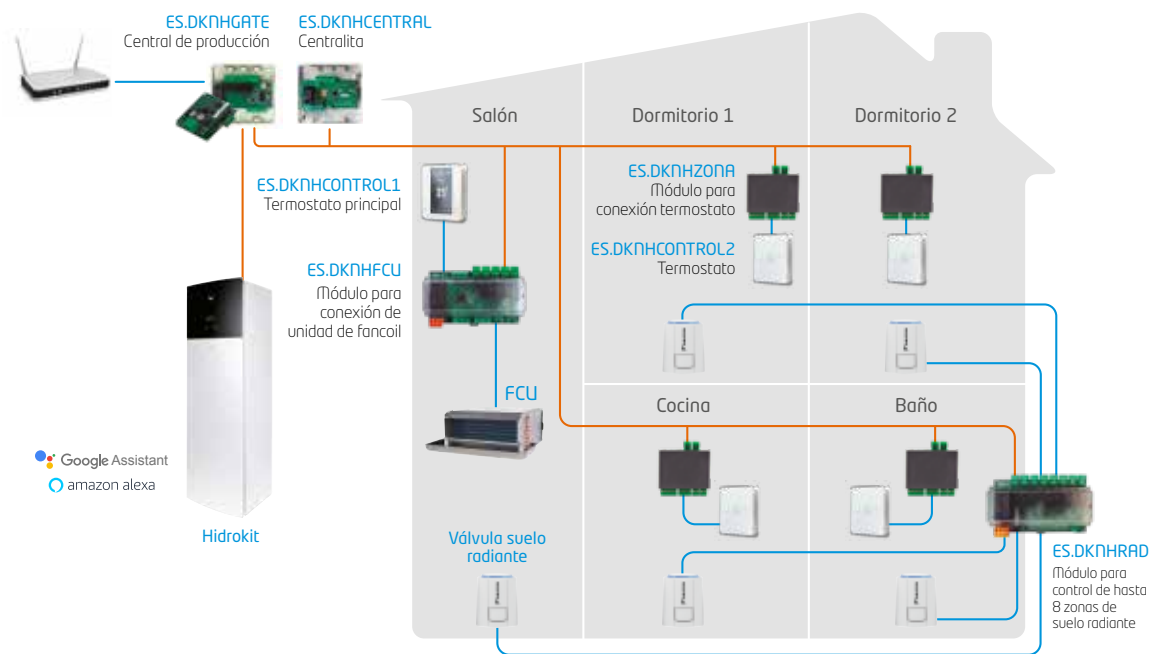 ES.DKNHGATE
Central de producción
ES.DKNHCENTRAL
Centralita
Salón
Dormitorio 1
Dormitorio 2
ES.DKNHCONTROL1
Termostato principal
ES.DKNHZONA
Módulo para
conexión termostato
ES.DKNHCONTROL2
Termostato
ES.DKNHFCU
Módulo para
conexión de
unidad de fancoil
FCU
Cocina
Baño
Google Assistant
amazon alexa
Hidrokit
Válvula suelo
radiante
ES.DKNHRAD
Módulo para
control de hasta
8 zonas de
suelo radiante